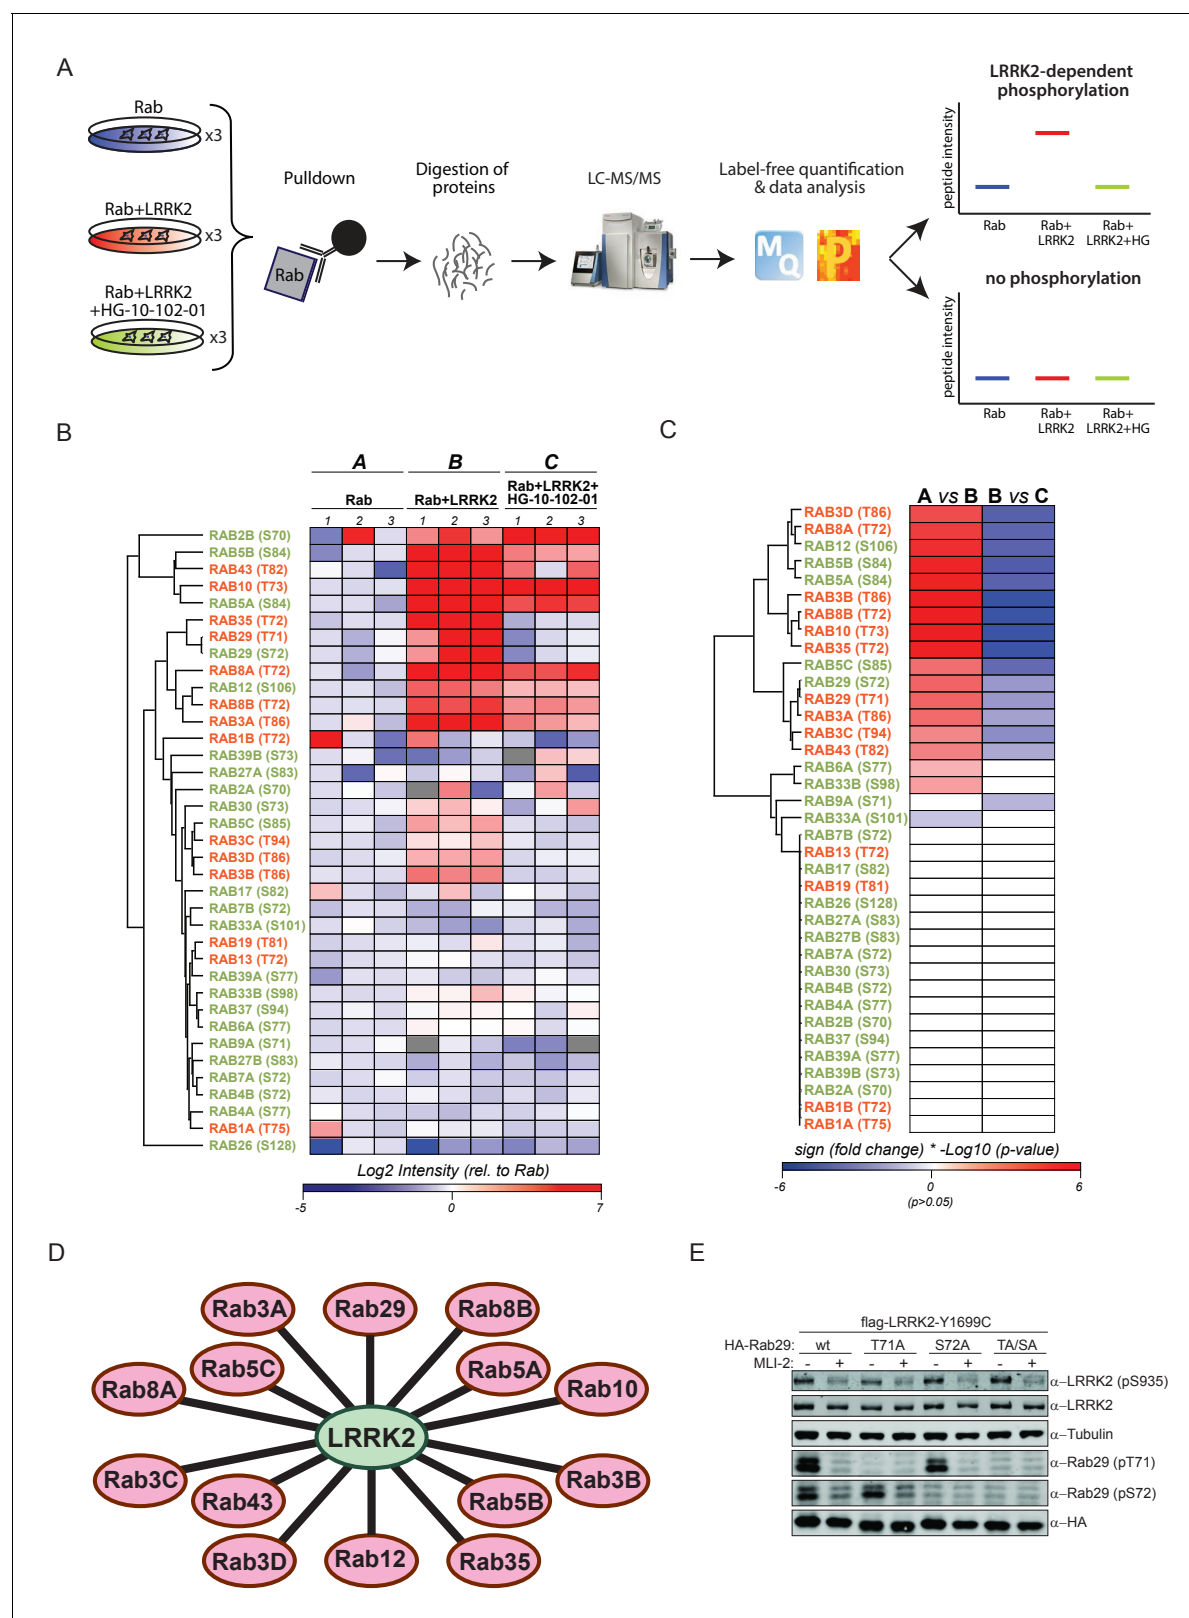 A
Rab
x3
Rab+LRRK2
x3
Rab+LRRK2
+HG-10-102-01
x3
Pulldown
Rab
Digestion of
proteins
LC-MS/MS
Label-free quantification
& data analysis
MQ
P
LRRK2-dependent
phosphorylation
peptide intensity
Rab
Rab+
LRRK2
Rab+
LRRK2+HG
no phosphorylation
peptide intensity
Rab
Rab+
LRRK2
Rab+
LRRK2+HG
B
A B C
Rab
Rab+LRRK2
Rab+LRRK2+
HG-10-102-01
1 2 3 1 2 3 1 2 3
RAB2B (S70)
RAB5B (S84)
RAB43 (T82)
RAB10 (T73)
RAB5A (S84)
RAB35 (T72)
RAB29 (T71)
RAB29 (S72)
RAB8A (T72)
RAB12 (S106)
RAB8B (T72)
RAB3A (T86)
RAB1B (T72)
RAB39B (S73)
RAB27A (S83)
RAB2A (S70)
RAB30 (S73)
RAB5C (S85)
RAB3C (T94)
RAB3D (T86)
RAB3B (T86)
RAB17 (S82)
RAB7B (S72)
RAB33A (S101)
RAB19 (T81)
RAB13 (T72)
RAB39A (S77)
RAB33B (S98)
RAB37 (S94)
RAB6A (S77)
RAB9A (S71)
RAB27B (S83)
RAB7A (S72)
RAB4B (S72)
RAB4A (S77)
RAB1A (T75)
RAB26 (S128)
Log2 Intensity (rel. to Rab)
-5 0 7
C
A vs B B vs C
RAB3D (T86)
RAB8A (T72)
RAB12 (S106)
RAB5B (S84)
RAB5A (S84)
RAB3B (T86)
RAB8B (T72)
RAB10 (T73)
RAB35 (T72)
RAB5C (S85)
RAB29 (S72)
RAB29 (T71)
RAB3A (T86)
RAB3C (T94)
RAB43 (T82)
RAB6A (S77)
RAB33B (S98)
RAB9A (S71)
RAB33A (S101)
RAB7B (S72)
RAB13 (T72)
RAB17 (S82)
RAB19 (T81)
RAB26 (S128)
RAB27A (S83)
RAB27B (S83)
RAB7A (S72)
RAB30 (S73)
RAB4B (S72)
RAB4A (S77)
RAB2B (S70)
RAB37 (S94)
RAB39A (S77)
RAB39B (S73)
RAB2A (S70)
RAB1B (T72)
RAB1A (T75)
sign (fold change) * -Log10 (p-value)
-6 0 6
(p>0.05)
D
Rab3A
Rab29
Rab8B
Rab5C
Rab5A
Rab8A
Rab10
LRRK2
Rab3C
Rab3B
Rab43
Rab5B
Rab3D
Rab12
Rab35
E
flag-LRRK2-Y1699C
HA-Rab29: wt T71A S72A TA/SA
MLI-2: - + - + - + - +
α-LRRK2 (pS935)
α-LRRK2
α-Tubulin
α-Rab29 (pT71)
α-Rab29 (pS72)
α-HA